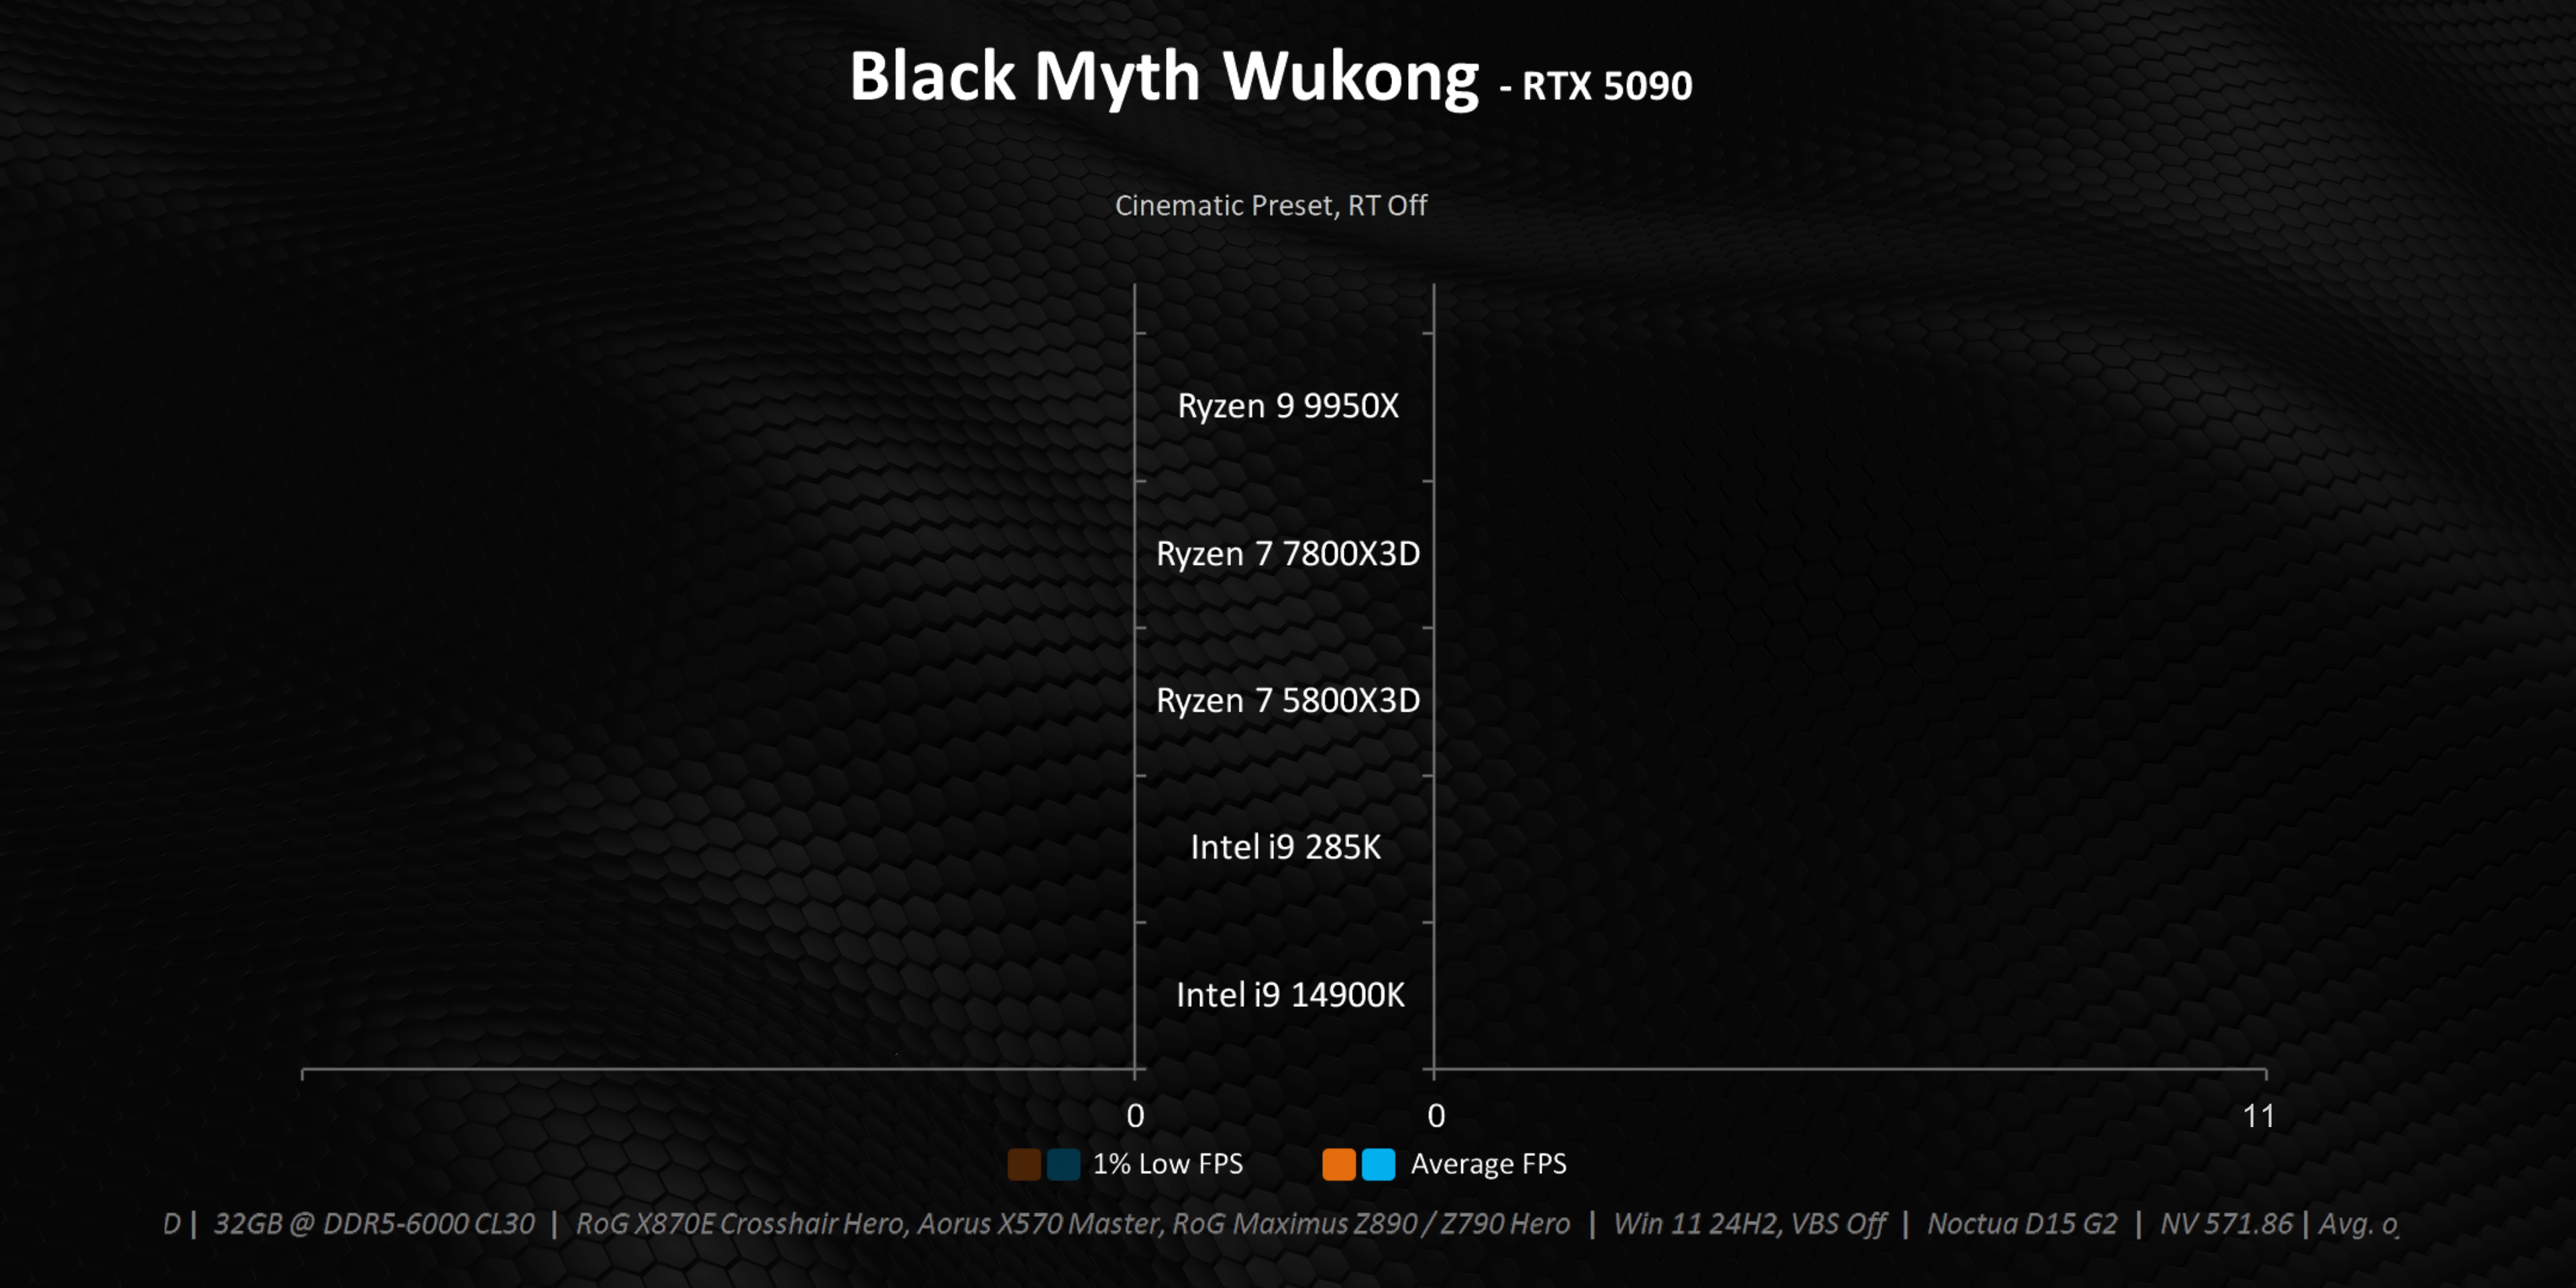 Black Myth Wukong - RTX 5090
Cinematic Preset, RT Off
Ryzen 9 9950X
Ryzen 7 7800X3D
Ryzen 7 5800X3D
Intel i9 285K
Intel i9 14900K
0 0 11
1% Low FPS Average FPS
D | 32GB @ DDR5-6000 CL30 | RoG X870E Crosshair Hero, Aorus X570 Master, RoG Maximus Z890 / Z790 Hero | Win 11 24H2, VBS Off | Noctua D15 G2 | NV 571.86 | Avg.